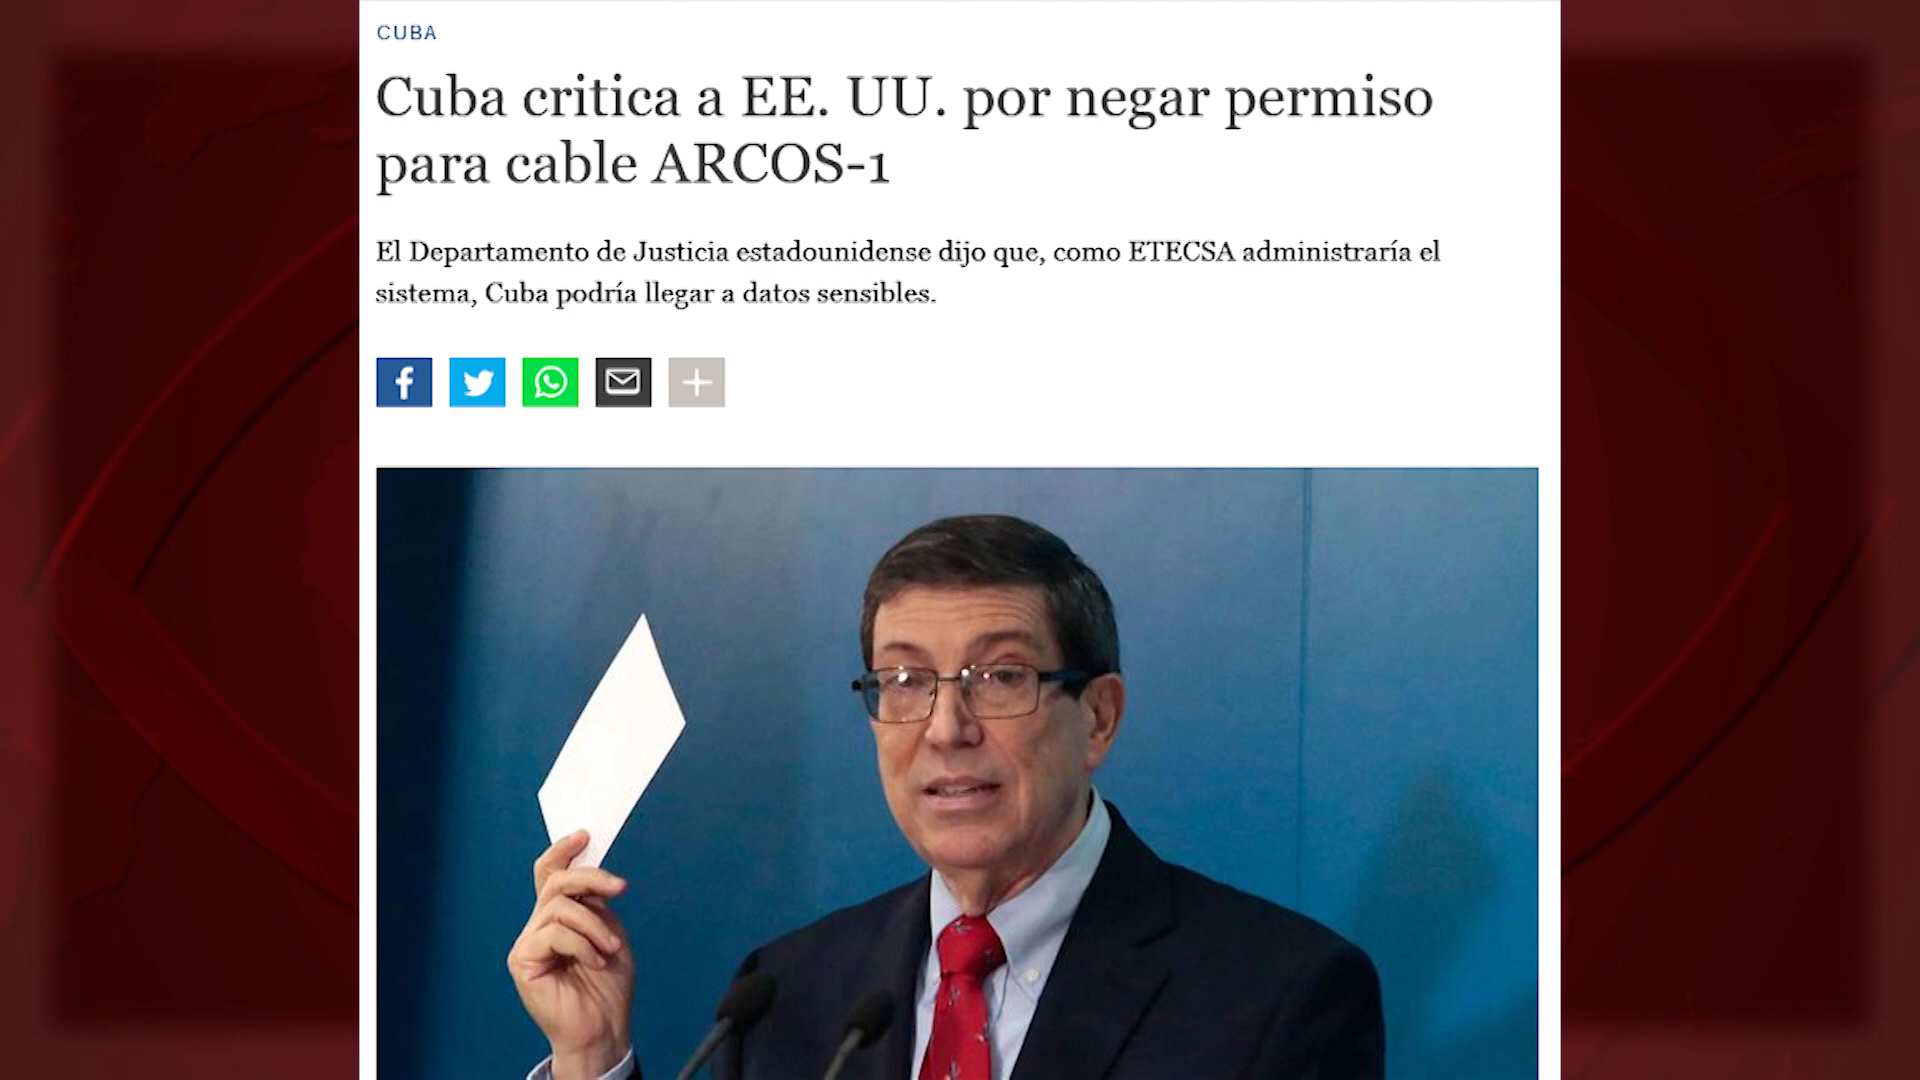 CUBA
Cuba critica a EE. UU. por negar permiso
para cable ARCOS-1
El Departamento de Justicia estadounidense dijo que, como ETECSA administraría el
sistema, Cuba podría llegar a datos sensibles.